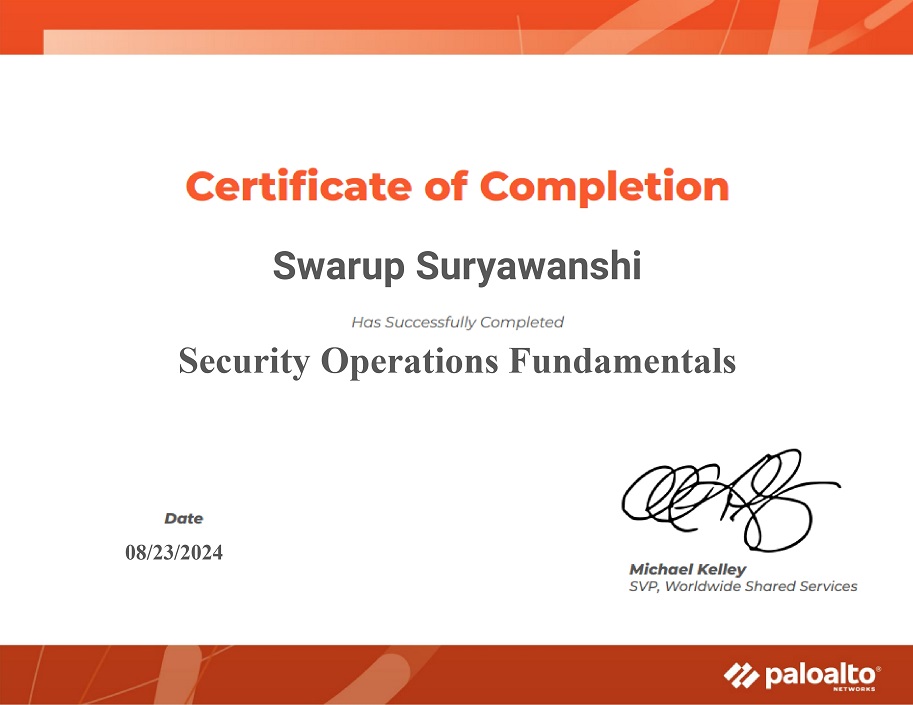 Certificate of Completion
Swarup Suryawanshi
Has Successfully Completed
Security Operations Fundamentals
Date
08/23/2024
Michael Kelley
SVP, Worldwide Shared Services
paloalto®
NETWORKS